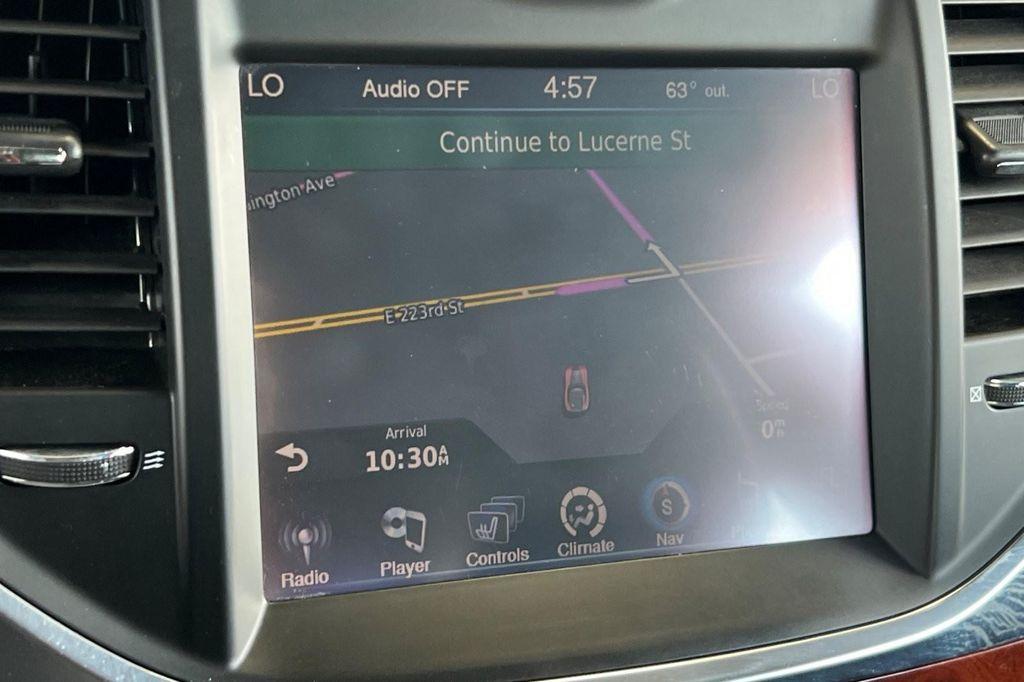 LO Audio OFF 4:57 63° out. LO
Continue to Lucerne St
ington Ave
E 223rd St
Speed
0
Arrival
10:30AM
Radio Player Controls Climate S Nav